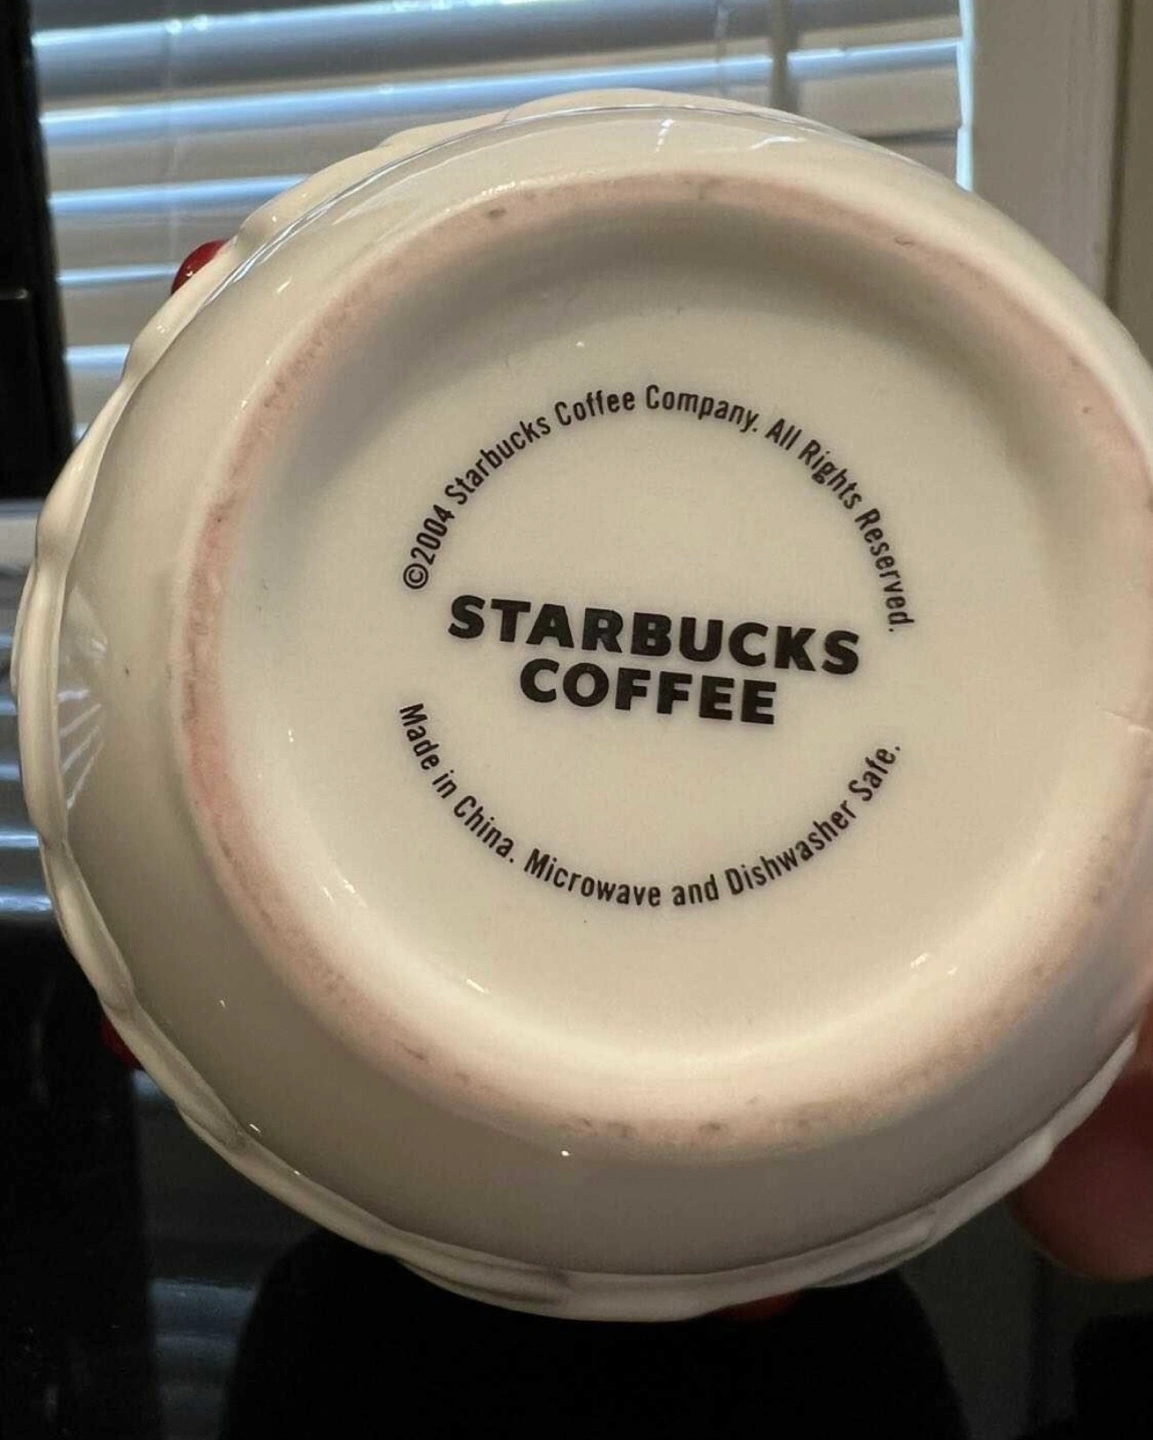 ©2004 Starbucks Coffee Company. All Rights Reserved.
STARBUCKS
COFFEE
Made in China. Microwave and Dishwasher Safe.